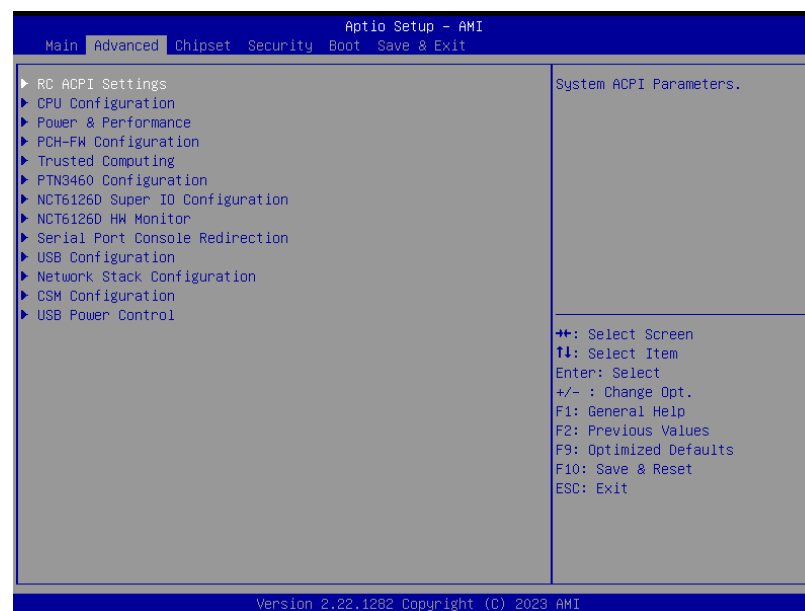 Aptio Setup - AMI
Main Advanced Chipset Security Boot Save & Exit
RC ACPI Settings
CPU Configuration
Power & Performance
PCH-FW Configuration
Trusted Computing
PTN3460 Configuration
NCT6126D Super IO Configuration
NCT6126D HW Monitor
Serial Port Console Redirection
USB Configuration
Network Stack Configuration
CSM Configuration
USB Power Control
System ACPI Parameters.
→←: Select Screen
↑↓: Select Item
Enter: Select
+/- : Change Opt.
F1: General Help
F2: Previous Values
F9: Optimized Defaults
F10: Save & Reset
ESC: Exit
Version 2.22.1282 Copyright (C) 2023 AMI